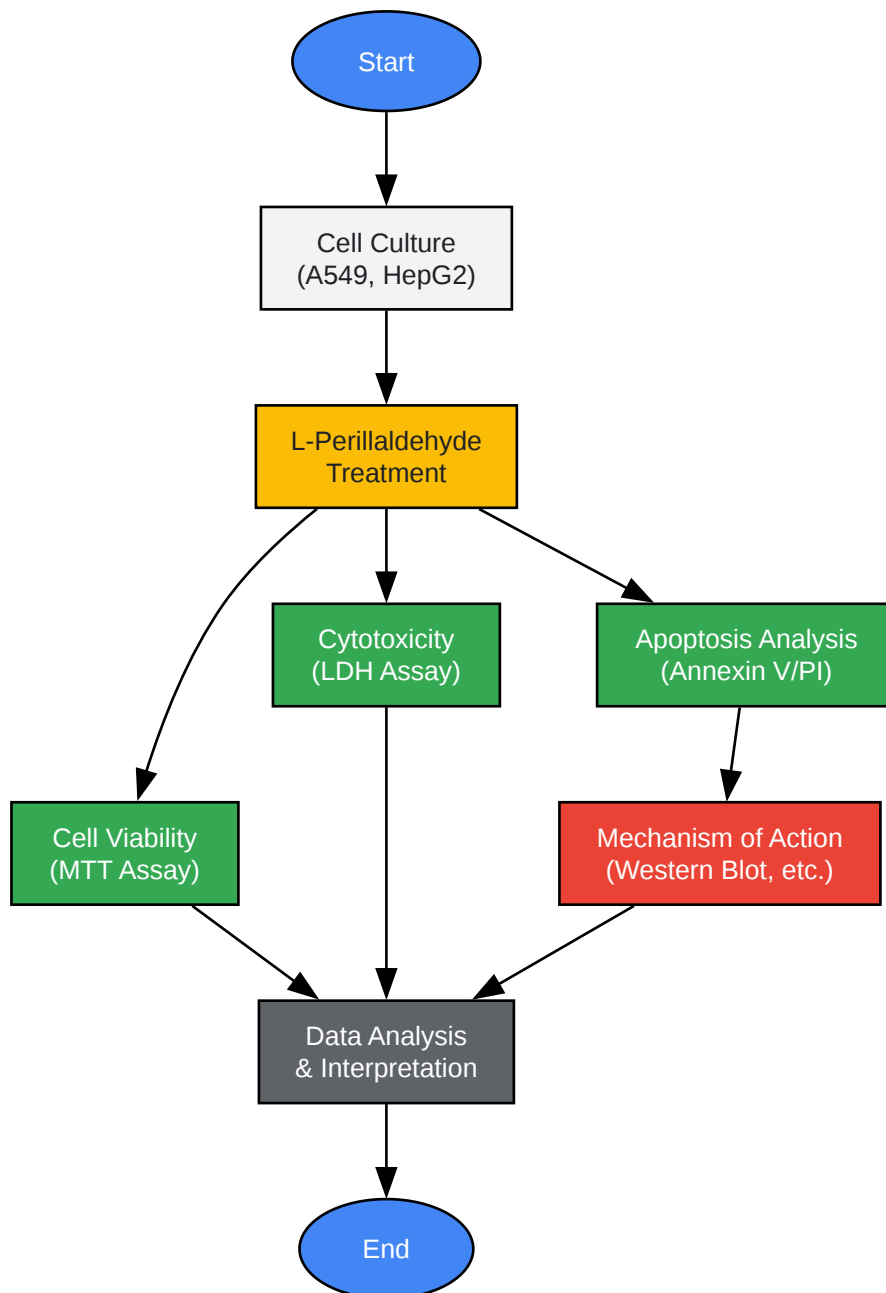 Start
Cell Culture
(A549, HepG2)
L-Perillaldehyde
Treatment
Cytotoxicity
(LDH Assay)
Apoptosis Analysis
(Annexin V/PI)
Cell Viability
(MTT Assay)
Mechanism of Action
(Western Blot, etc.)
Data Analysis
& Interpretation
End